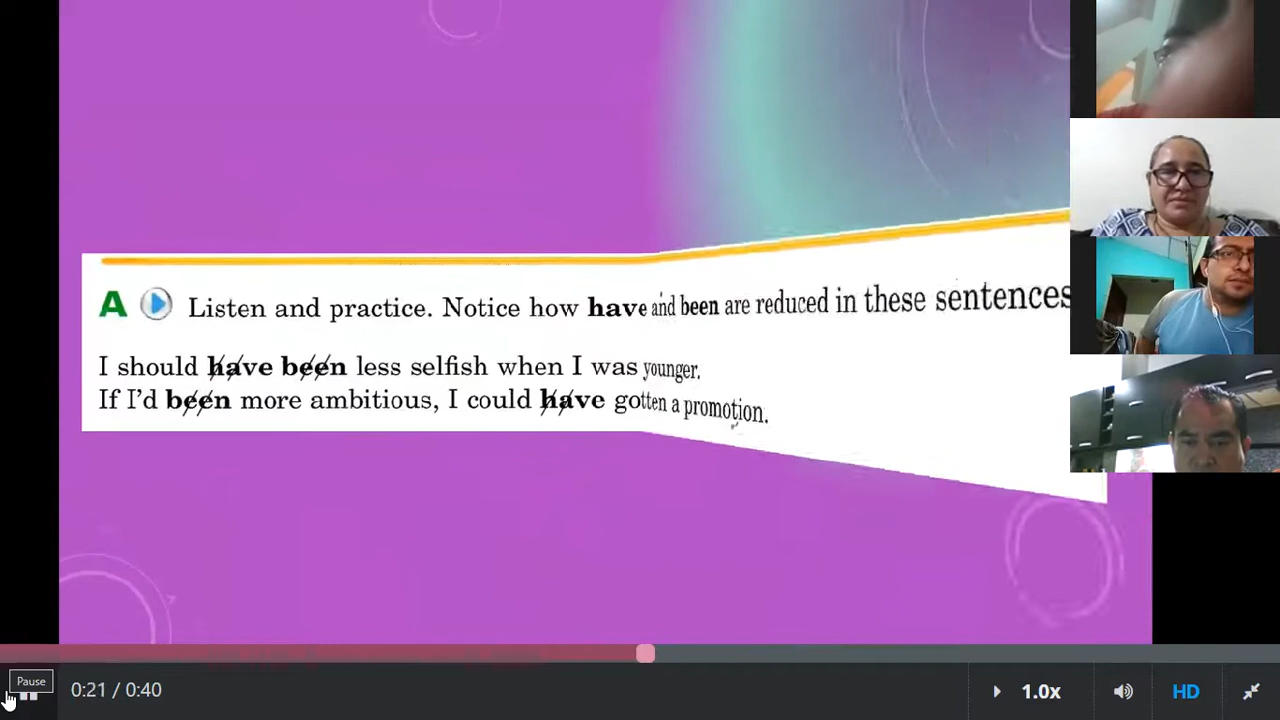 A Listen and practice. Notice how have and been are reduced in these sentences
I should have been less selfish when I was younger.
If I'd been more ambitious, I could have gotten a promotion.
Pause
0:21 / 0:40
1.0x
HD